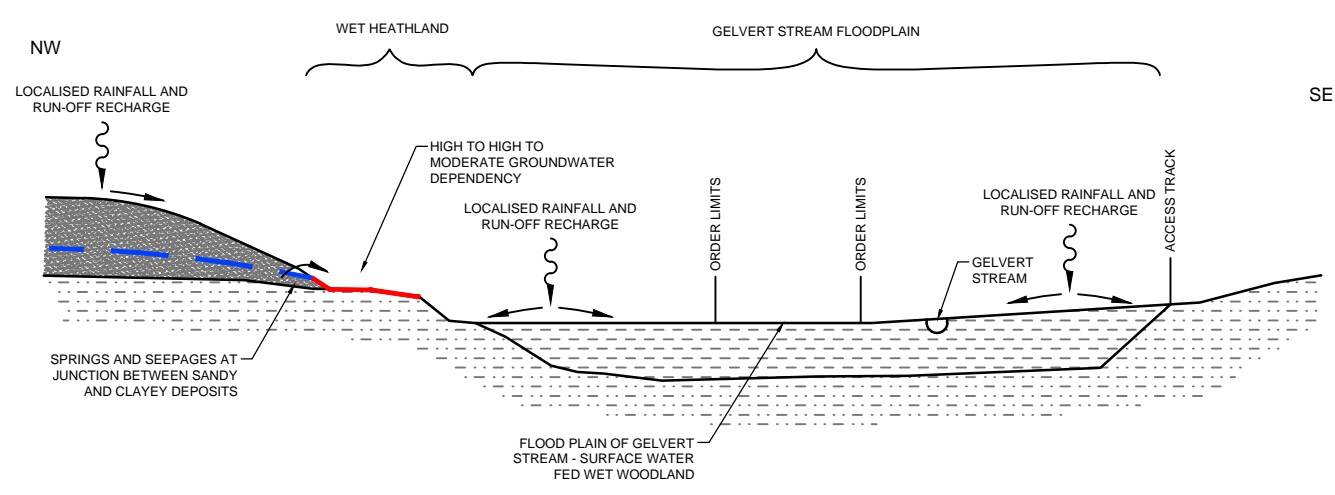 WET HEATHLAND
GELVERT STREAM FLOODPLAIN
NW
SE
LOCALISED RAINFALL AND
RUN-OFF RECHARGE
HIGH TO HIGH TO
MODERATE GROUNDWATER
DEPENDENCY
LOCALISED RAINFALL AND
RUN-OFF RECHARGE
ORDER LIMITS
ORDER LIMITS
LOCALISED RAINFALL AND
RUN-OFF RECHARGE
ACCESS TRACK
GELVERT
STREAM
SPRINGS AND SEEPAGES AT
JUNCTION BETWEEN SANDY
AND CLAYEY DEPOSITS
FLOOD PLAIN OF GELVERT
STREAM - SURFACE WATER
FED WET WOODLAND